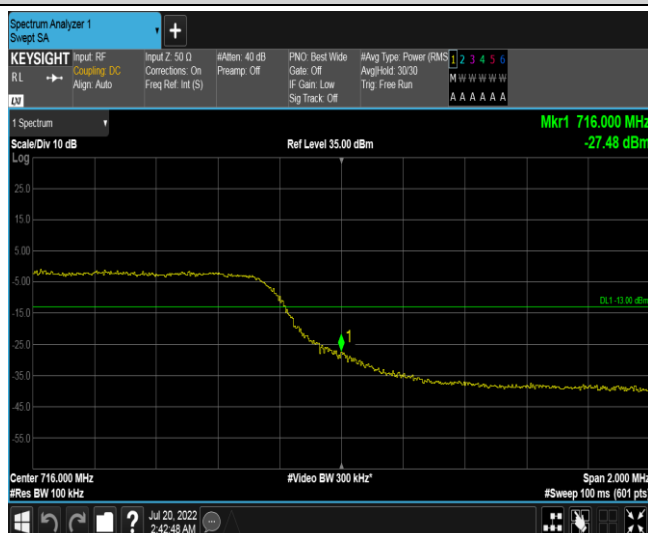 Spectrum Analyzer 1
Swept SA
+
KEYSIGHT
RL
Input: RF
Coupling: DC
Align: Auto
Input Z: 50 Ω
Corrections: On
Freq Ref: Int (S)
#Atten: 40 dB
Preamp: Off
PNO: Best Wide
Gate: Off
IF Gain: Low
Sig Track: Off
#Avg Type: Power (RMS
Avg|Hold: 30/30
Trig: Free Run
1 2 3 4 5 6
M W W W W W
A A A A A A
LXI
1 Spectrum
Scale/Div 10 dB
Ref Level 35.00 dBm
Mkr1 716.000 MHz
-27.48 dBm
Log
25.0
15.0
5.00
-5.00
-15.0
-25.0
-35.0
-45.0
-55.0
DL1 -13.00 dBm
1
Center 716.000 MHz
#Video BW 300 kHz*
Span 2.000 MHz
#Res BW 100 kHz
#Sweep 100 ms (601 pts)
?
Jul 20, 2022
2:42:48 AM